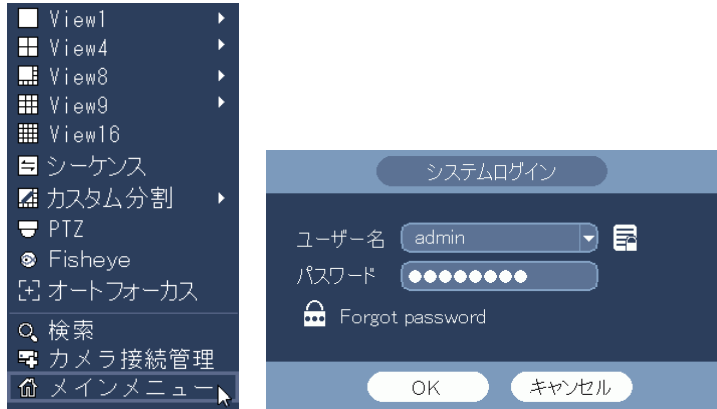 View1
View4
View8
View9
View16
シーケンス
カスタム分割
PTZ
Fisheye
オートフォーカス
検索
カメラ接続管理
メインメニュー
システムログイン
ユーザー名 admin
パスワード ●●●●●●●●
Forgot password
OK キャンセル